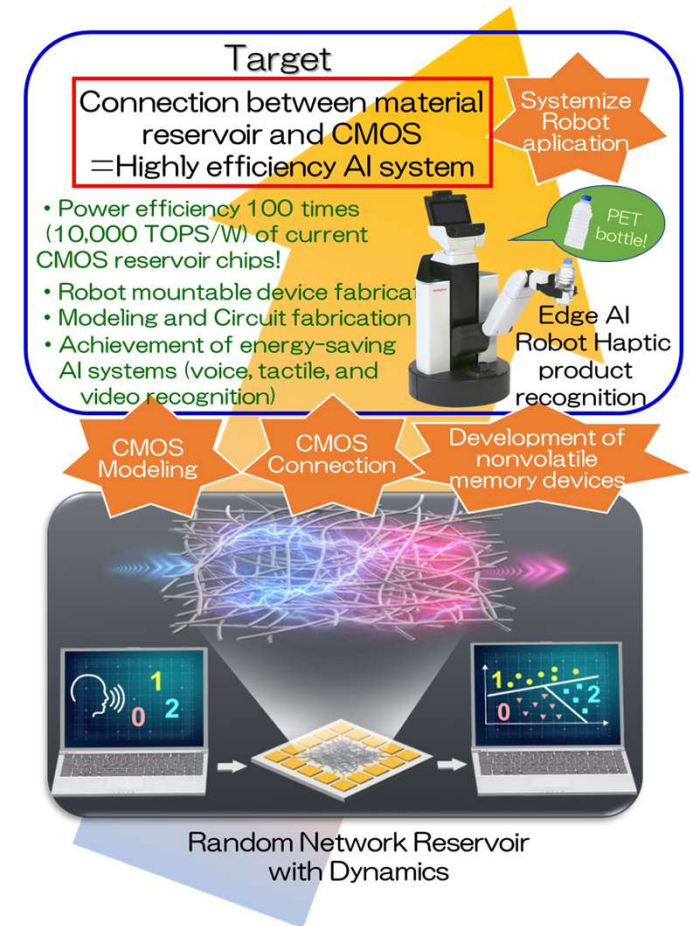 Target
Connection between material
reservoir and CMOS
=Highly efficiency AI system
Systemize
Robot
aplication
• Power efficiency 100 times
(10,000 TOPS/W) of current
CMOS reservoir chips!
• Robot mountable device fabricat
• Modeling and Circuit fabrication
• Achievement of energy-saving
AI systems (voice, tactile, and
video recognition)
PET
bottle!
Edge AI
Robot Haptic
product
recognition
CMOS
Modeling
CMOS
Connection
Development of
nonvolatile
memory devices
1
0
2
1
0
2
Random Network Reservoir
with Dynamics